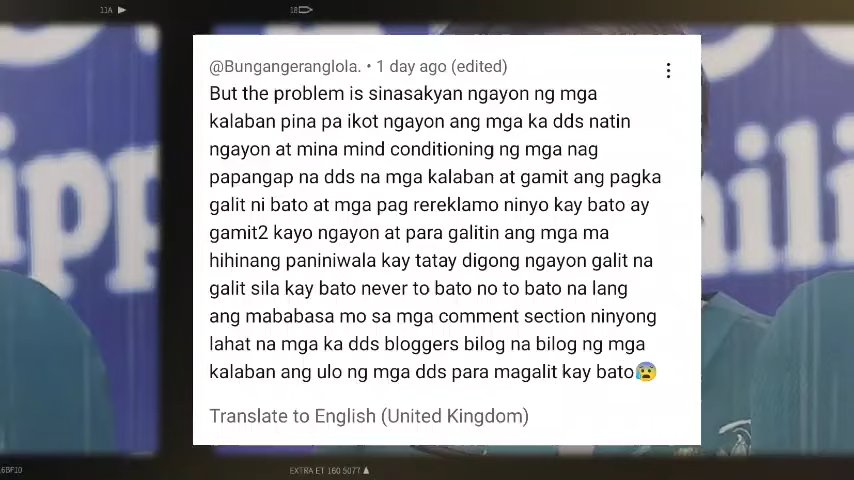 11A
18
@Bungangeranglola. • 1 day ago (edited)
But the problem is sinasakyan ngayon ng mga
kalaban pina pa ikot ngayon ang mga ka dds natin
ngayon at mina mind conditioning ng mga nag
papangap na dds na mga kalaban at gamit ang pagka
galit ni bato at mga pag rereklamo ninyo kay bato ay
gamit2 kayo ngayon at para galitin ang mga ma
hihinang paniniwala kay tatay digong ngayon galit na
galit sila kay bato never to bato no to bato na lang
ang mababasa mo sa mga comment section ninyong
lahat na mga ka dds bloggers bilog na bilog ng mga
kalaban ang ulo ng mga dds para magalit kay bato😰
Translate to English (United Kingdom)
EXTRA ET 160 5077